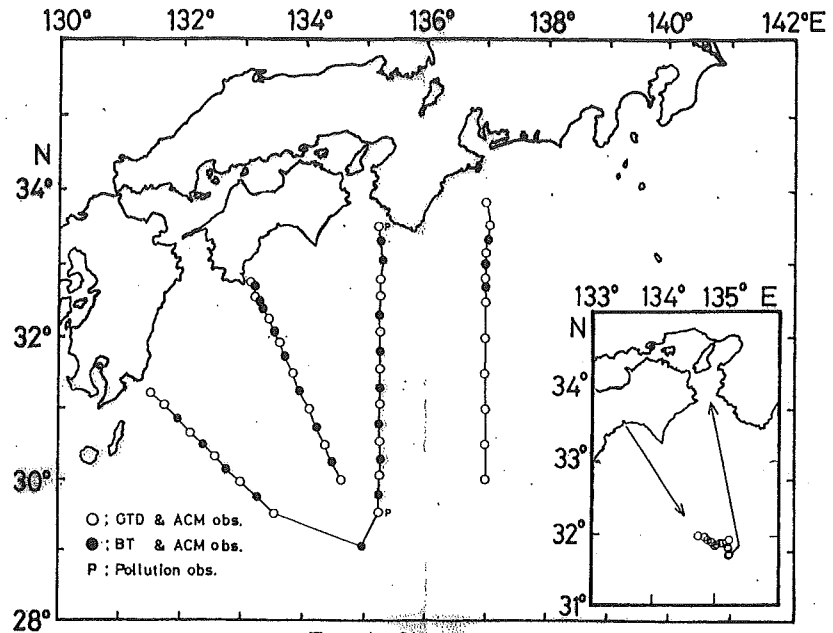 130° 132° 134° 136° 138° 140° 142°E
N
34°
32°
30°
28°
○ ; CTD & ACM obs.
● ; BT & ACM obs.
P ; Pollution obs.
P
P
133° 134° 135° E
N
34°
33°
32°
31°